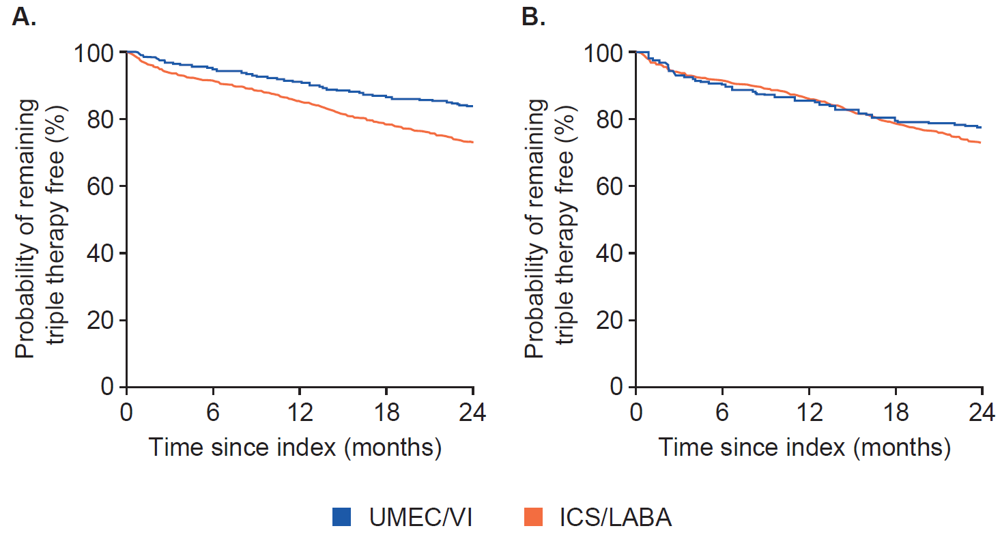 A.
Probability of remaining
triple therapy free (%)
100
80
60
40
20
0
0 6 12 18 24
Time since index (months)
B.
Probability of remaining
triple therapy free (%)
100
80
60
40
20
0
0 6 12 18 24
Time since index (months)
UMEC/VI ICS/LABA